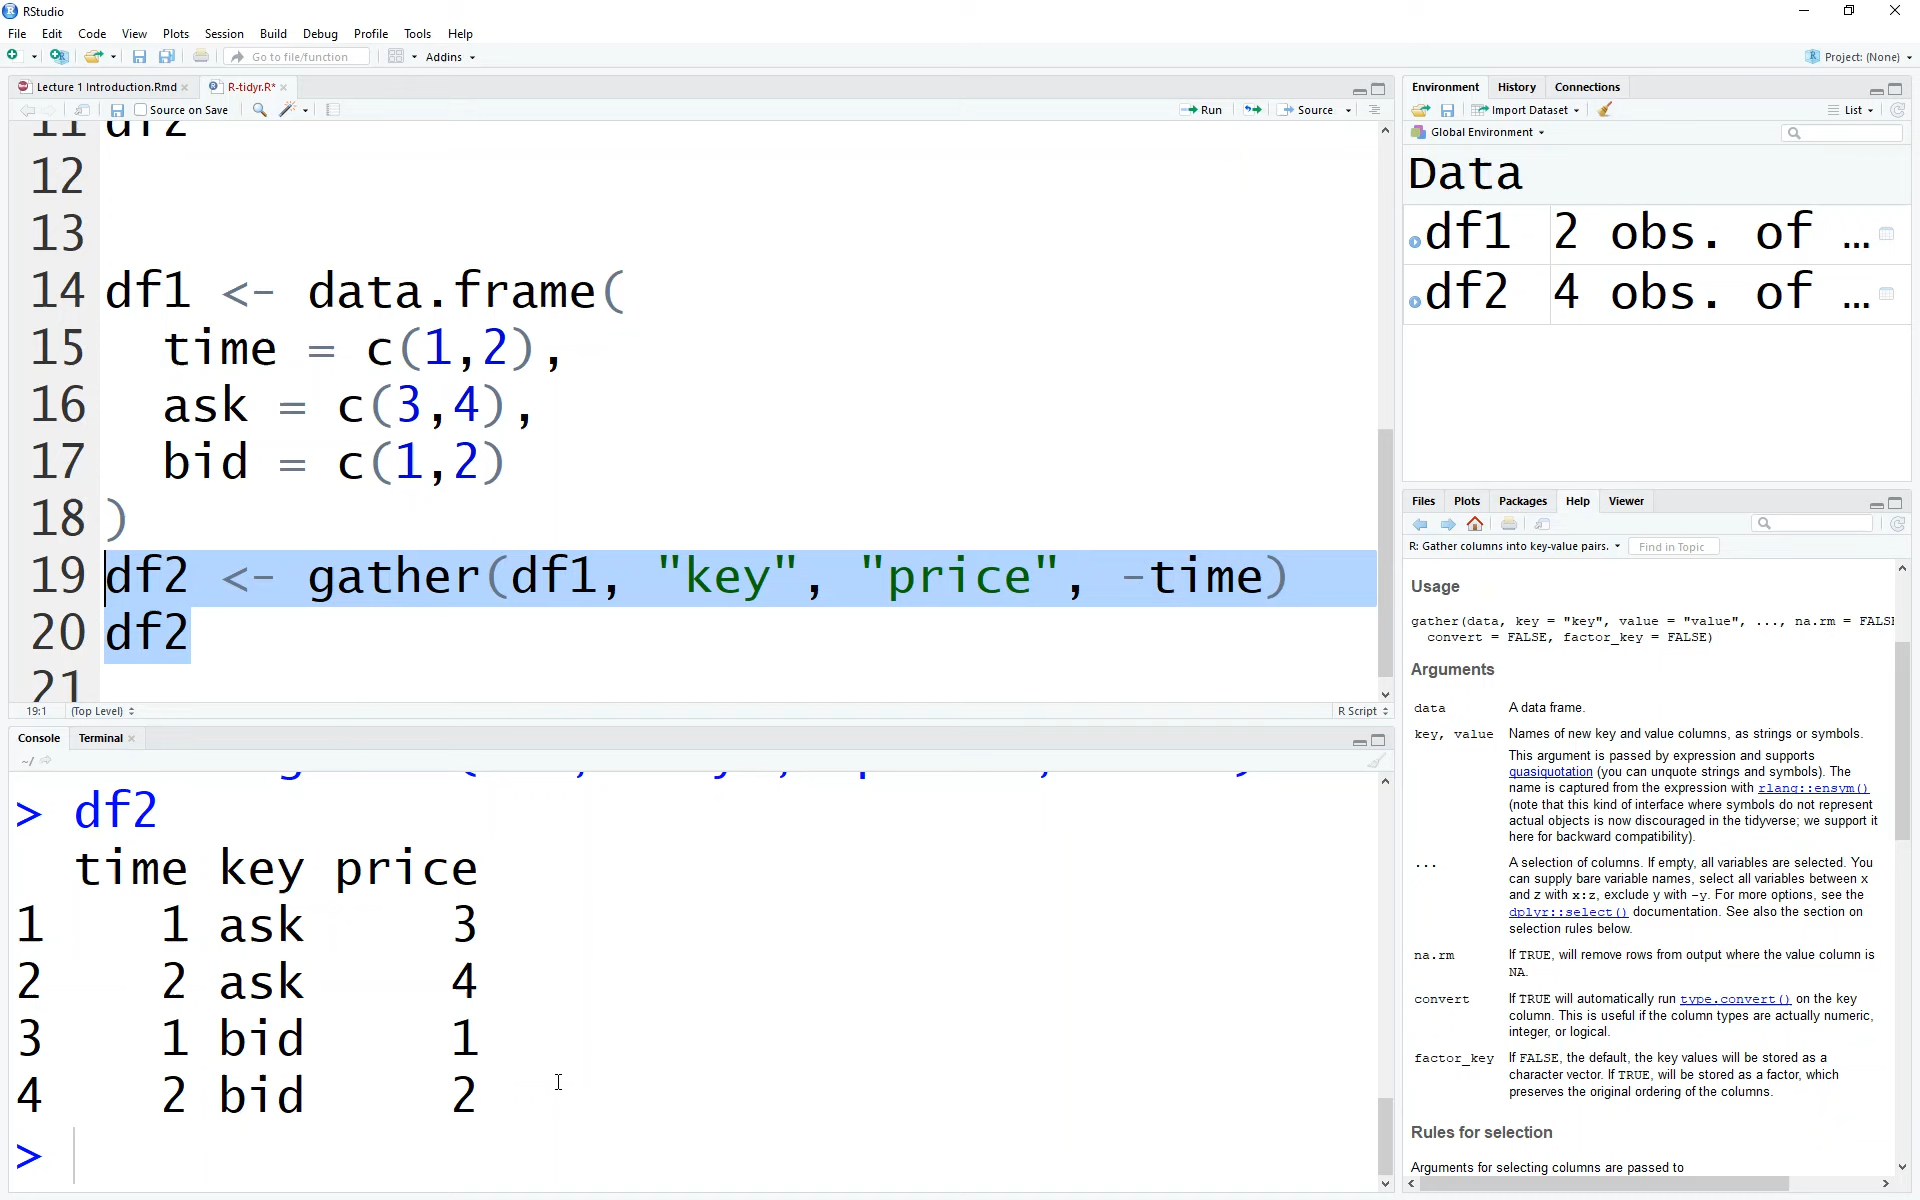 RStudio
File Edit Code View Plots Session Build Debug Profile Tools Help
Go to file/function Addins Project: (None)
Lecture 1 Introduction.Rmd R-tidyr.R*
Source on Save Run Source
11 df2
12
13
14 df1 <- data.frame(
15 time = c(1,2),
16 ask = c(3,4),
17 bid = c(1,2)
18 )
19 df2 <- gather(df1, "key", "price", -time)
20 df2
21
19:1 (Top Level) R Script
Console Terminal
~/
> df2
time key price
1 1 ask 3
2 2 ask 4
3 1 bid 1
4 2 bid 2
>
Environment History Connections
Import Dataset List
Global Environment
Data
df1 2 obs. of …
df2 4 obs. of …
Files Plots Packages Help Viewer
R: Gather columns into key-value pairs. Find in Topic
Usage
gather(data, key = "key", value = "value", ..., na.rm = FALSE
convert = FALSE, factor_key = FALSE)
Arguments
data A data frame.
key, value Names of new key and value columns, as strings or symbols.
This argument is passed by expression and supports
quasiquotation (you can unquote strings and symbols). The
name is captured from the expression with rlang::ensym()
(note that this kind of interface where symbols do not represent
actual objects is now discouraged in the tidyverse; we support it
here for backward compatibility).
... A selection of columns. If empty, all variables are selected. You
can supply bare variable names, select all variables between x
and z with x:z, exclude y with -y. For more options, see the
dplyr::select() documentation. See also the section on
selection rules below.
na.rm If TRUE, will remove rows from output where the value column is
NA.
convert If TRUE will automatically run type.convert() on the key
column. This is useful if the column types are actually numeric,
integer, or logical.
factor_key If FALSE, the default, the key values will be stored as a
character vector. If TRUE, will be stored as a factor, which
preserves the original ordering of the columns.
Rules for selection
Arguments for selecting columns are passed to